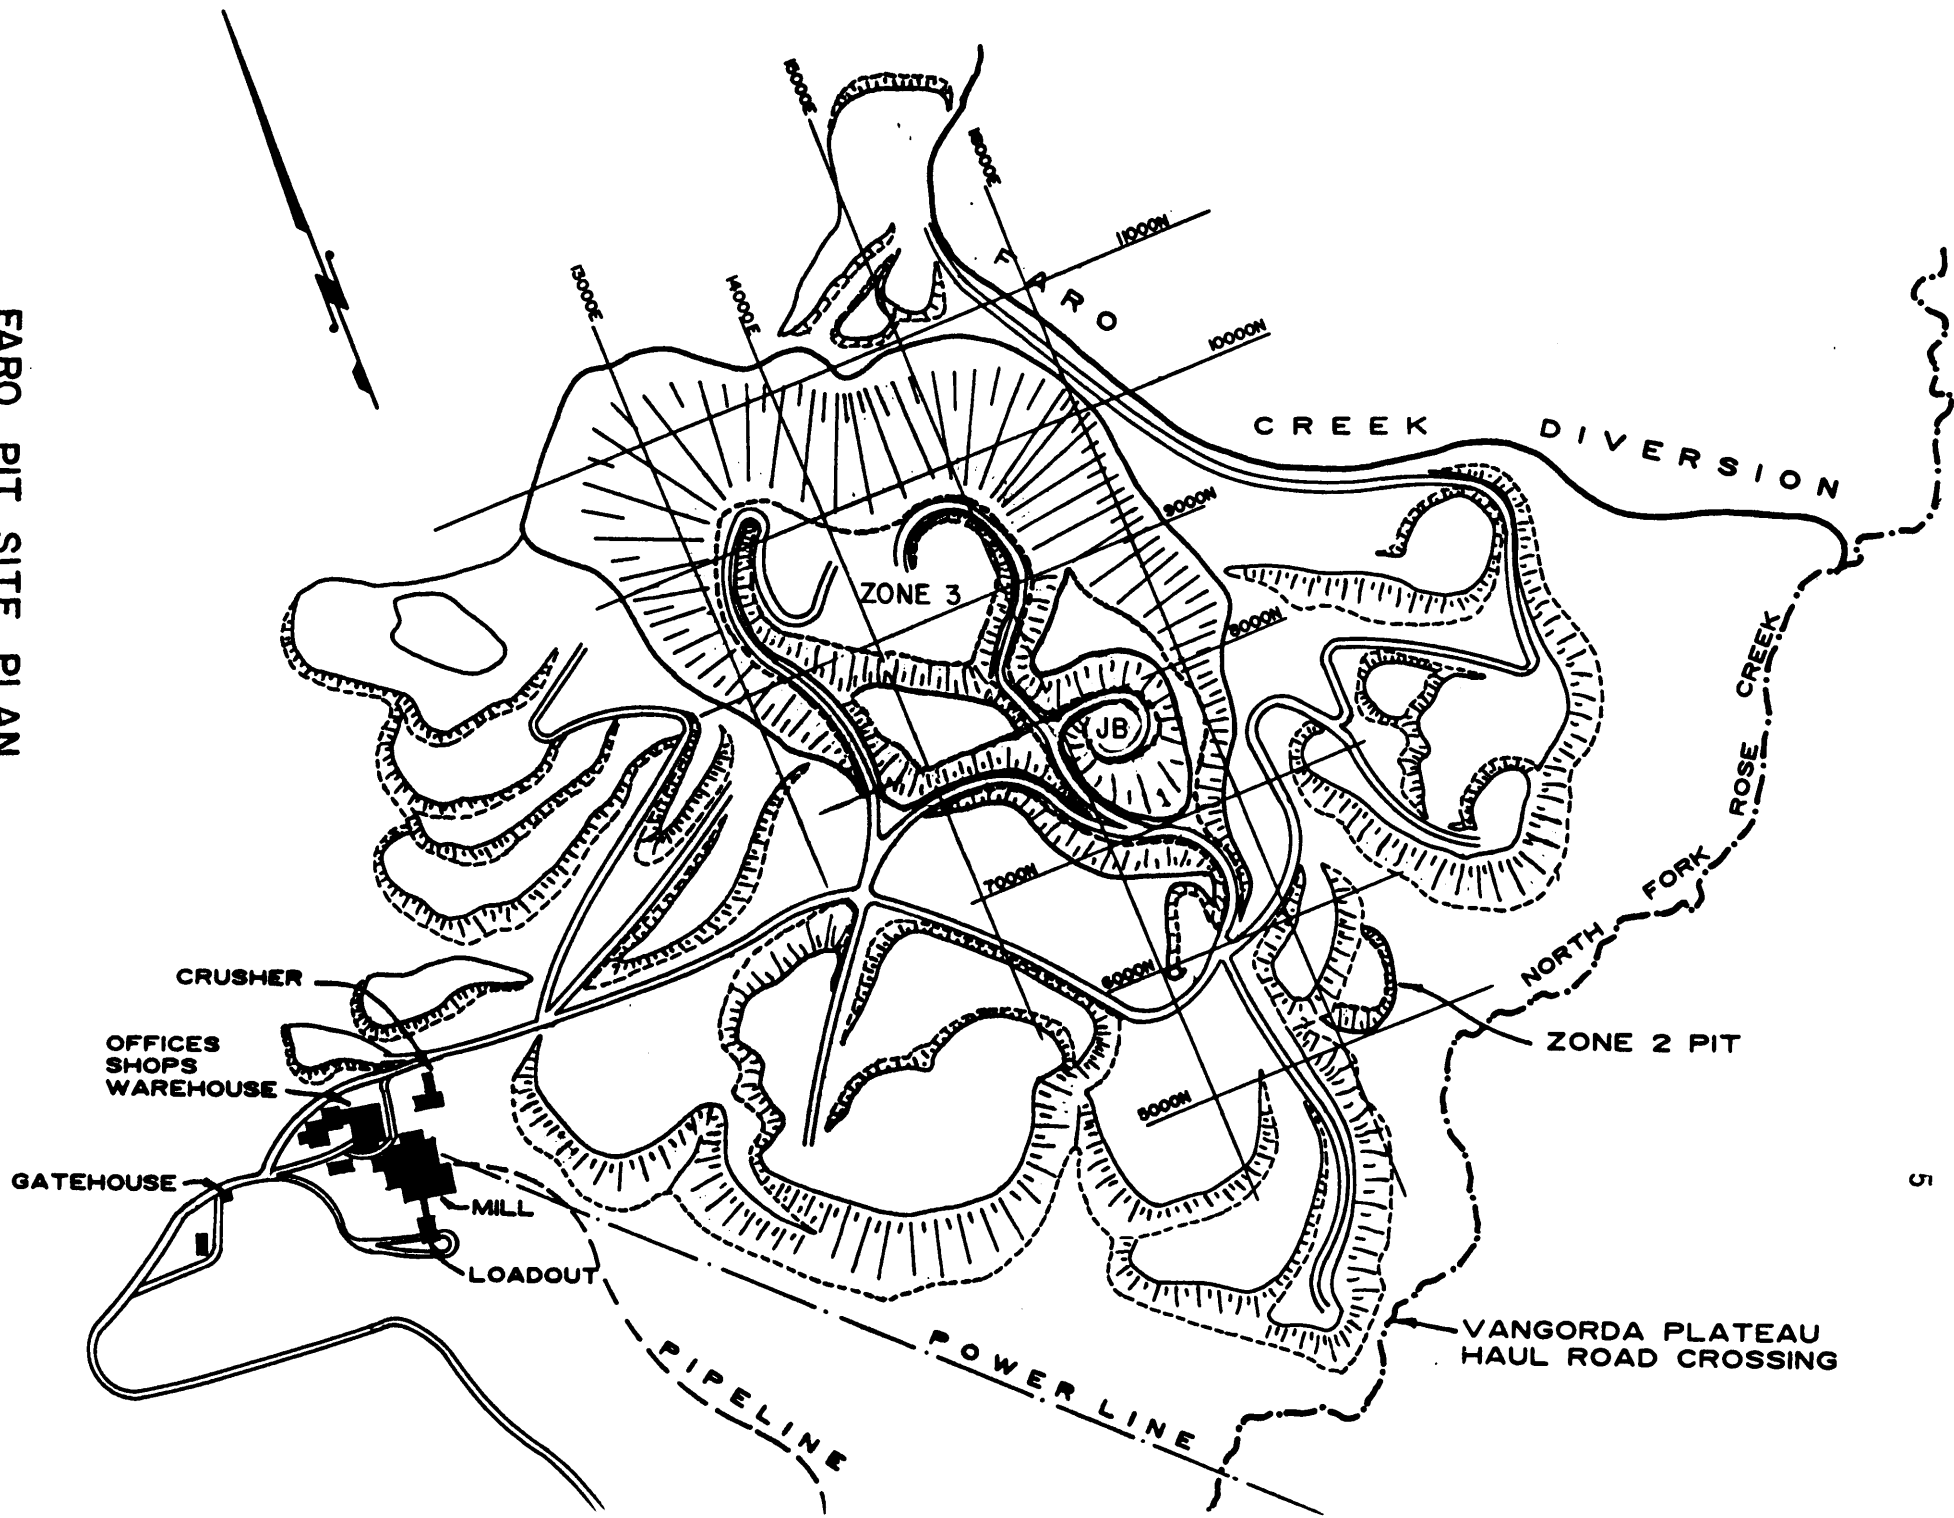 FARO PIT SITE PLAN
15000E
16000E
11000N
FARO CREEK DIVERSION
13000E
14000E
10000N
9000N
ZONE 3
8000N
JB
NORTH FORK ROSE CREEK
7000N
6000N
CRUSHER
OFFICES
SHOPS
WAREHOUSE
ZONE 2 PIT
5000N
GATEHOUSE
MILL
LOADOUT
5
VANGORDA PLATEAU
HAUL ROAD CROSSING
POWER LINE
PIPELINE